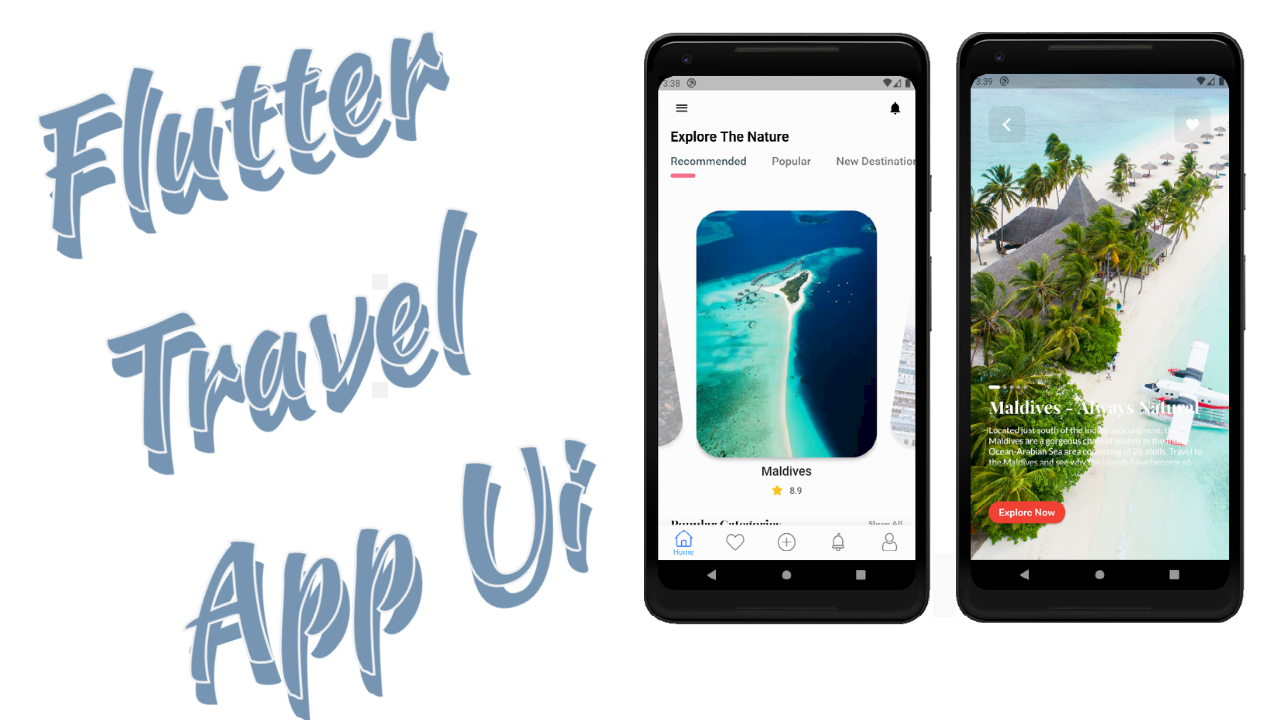 Flutter
Travel
App Ui
3:38
Explore The Nature
Recommended Popular New Destination
Maldives
8.9
Popular Categories Show All
Home
3:39
Maldives - Always Natural
Located just south of the Indian subcontinent, the
Maldives are a gorgeous chain of islands in the Indian
Ocean-Arabian Sea area consisting of 26 atolls. Travel to
the Maldives and see why the islands have become so
Explore Now